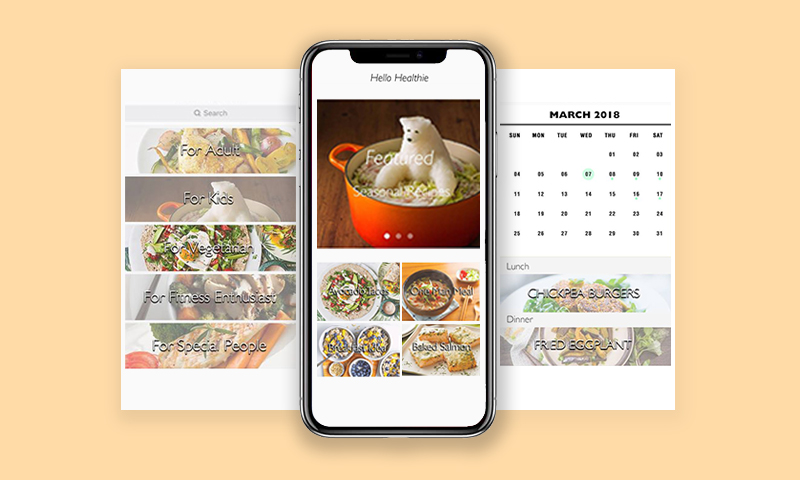 Search
For Adult
For Kids
For Vegetarian
For Fitness Enthusiast
For Special People
Hello Healthie
Featured
Seasonal Recipes
Avocado
Meal
Breakfast Idea
Baked Salmon
MARCH 2018
SUN MON TUE WED THU FRI SAT
01 02 03
04 05 06 07 08 09 10
11 12 13 14 15 16 17
18 19 20 21 22 23 24
25 26 27 28 29 30 31
Lunch
CHICKPEA BURGERS
Dinner
FRIED EGGPLANT